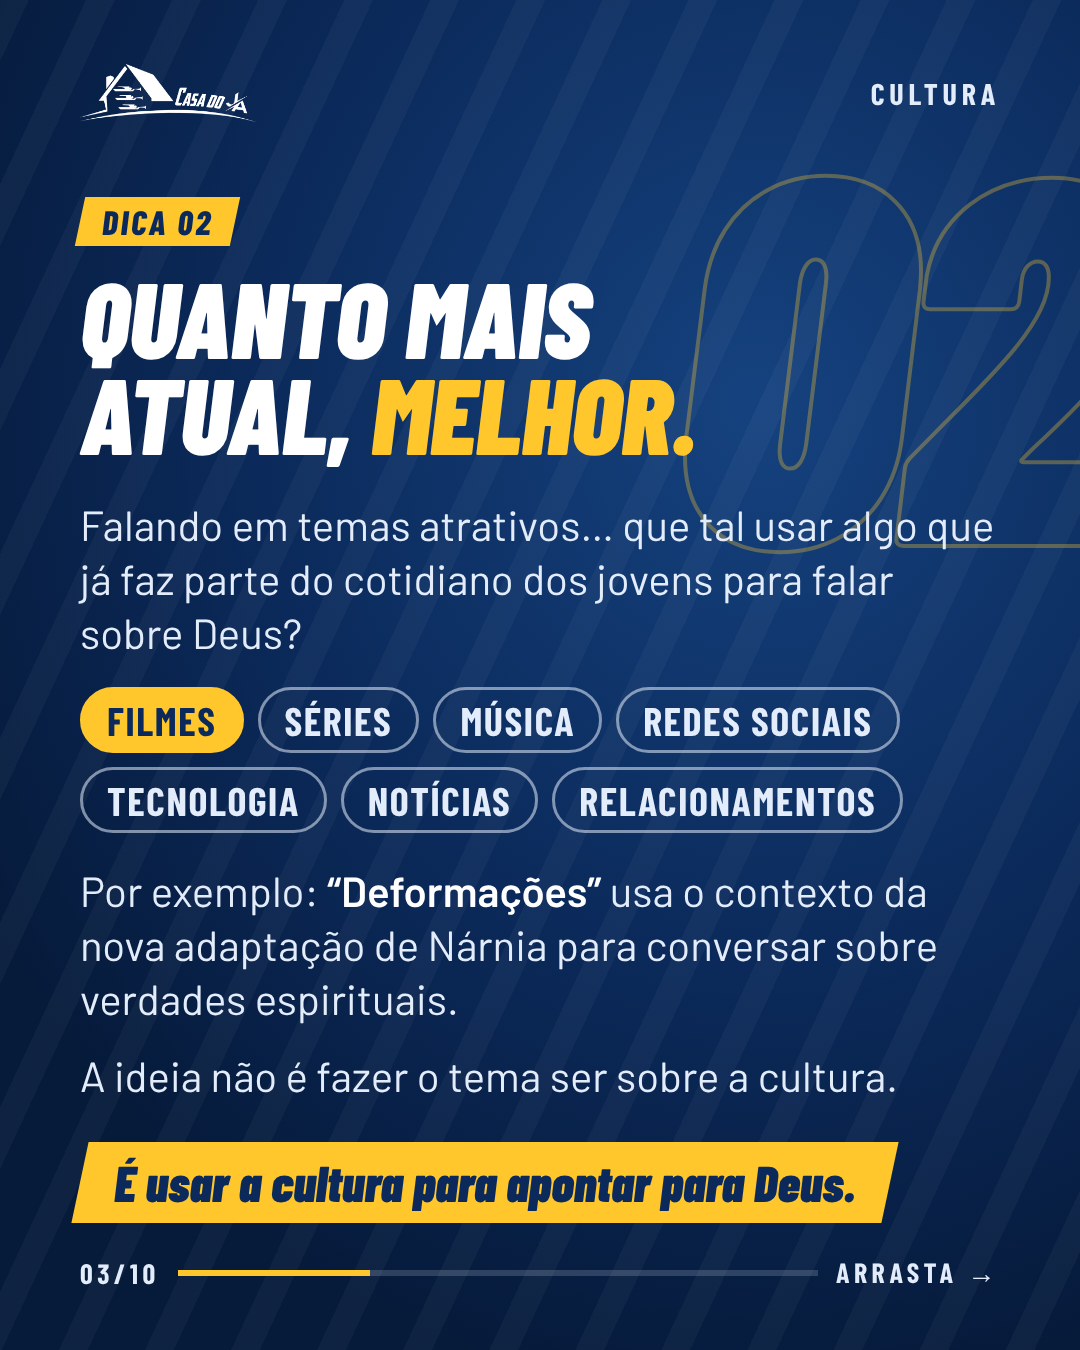 CASA DO JA
CULTURA
DICA 02
02
QUANTO MAIS
ATUAL, MELHOR.
Falando em temas atrativos... que tal usar algo que
já faz parte do cotidiano dos jovens para falar
sobre Deus?
FILMES SÉRIES MÚSICA REDES SOCIAIS
TECNOLOGIA NOTÍCIAS RELACIONAMENTOS
Por exemplo: “Deformações” usa o contexto da
nova adaptação de Nárnia para conversar sobre
verdades espirituais.
A ideia não é fazer o tema ser sobre a cultura.
É usar a cultura para apontar para Deus.
03/10 ARRASTA →